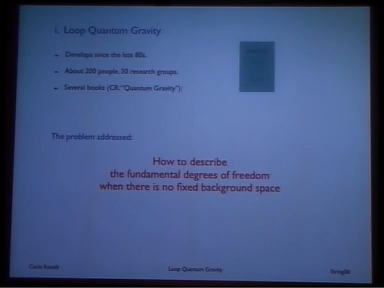 i. Loop Quantum Gravity
– Develops since the late 80s.
– About 200 people, 30 research groups.
– Several books (CR: "Quantum Gravity"):
The problem addressed:
How to describe
the fundamental degrees of freedom
when there is no fixed background space
Carlo Rovelli
Loop Quantum Gravity
Strings08